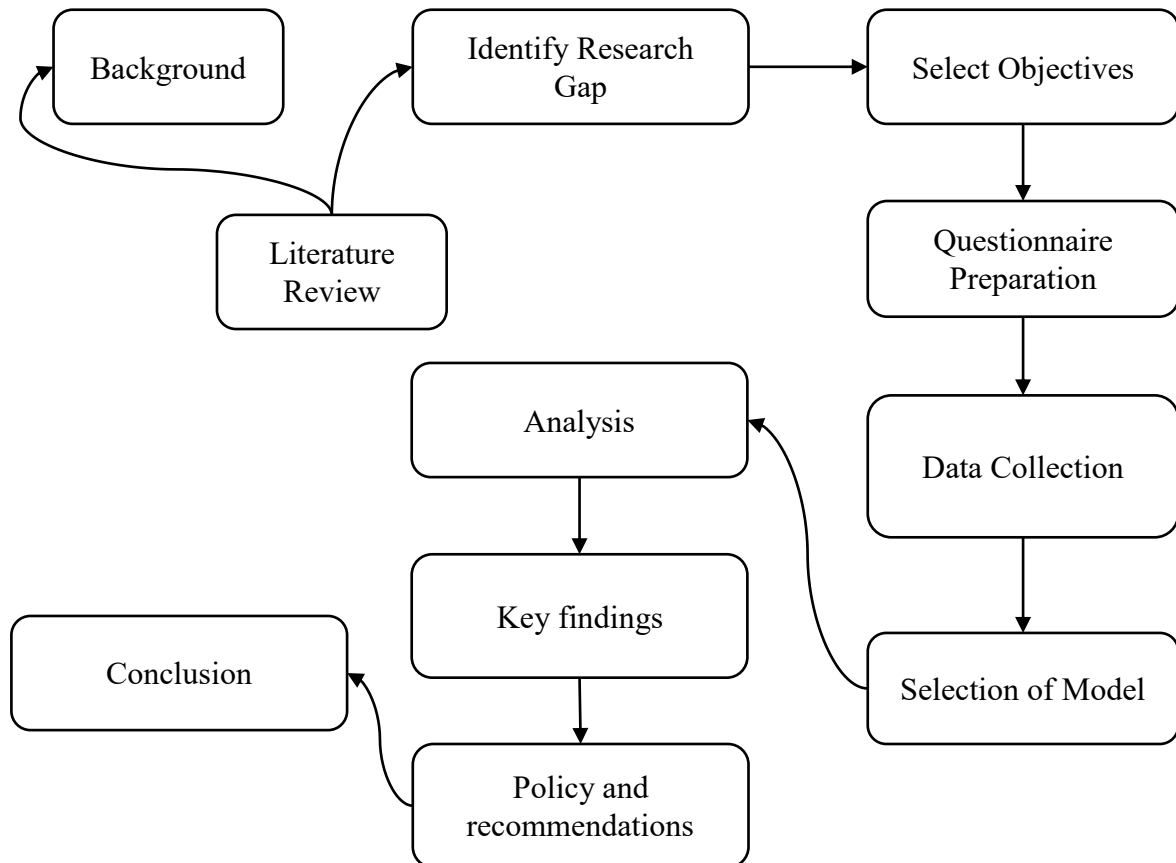 Background
Identify Research
Gap
Select Objectives
Literature
Review
Questionnaire
Preparation
Data Collection
Selection of Model
Analysis
Key findings
Policy and
recommendations
Conclusion